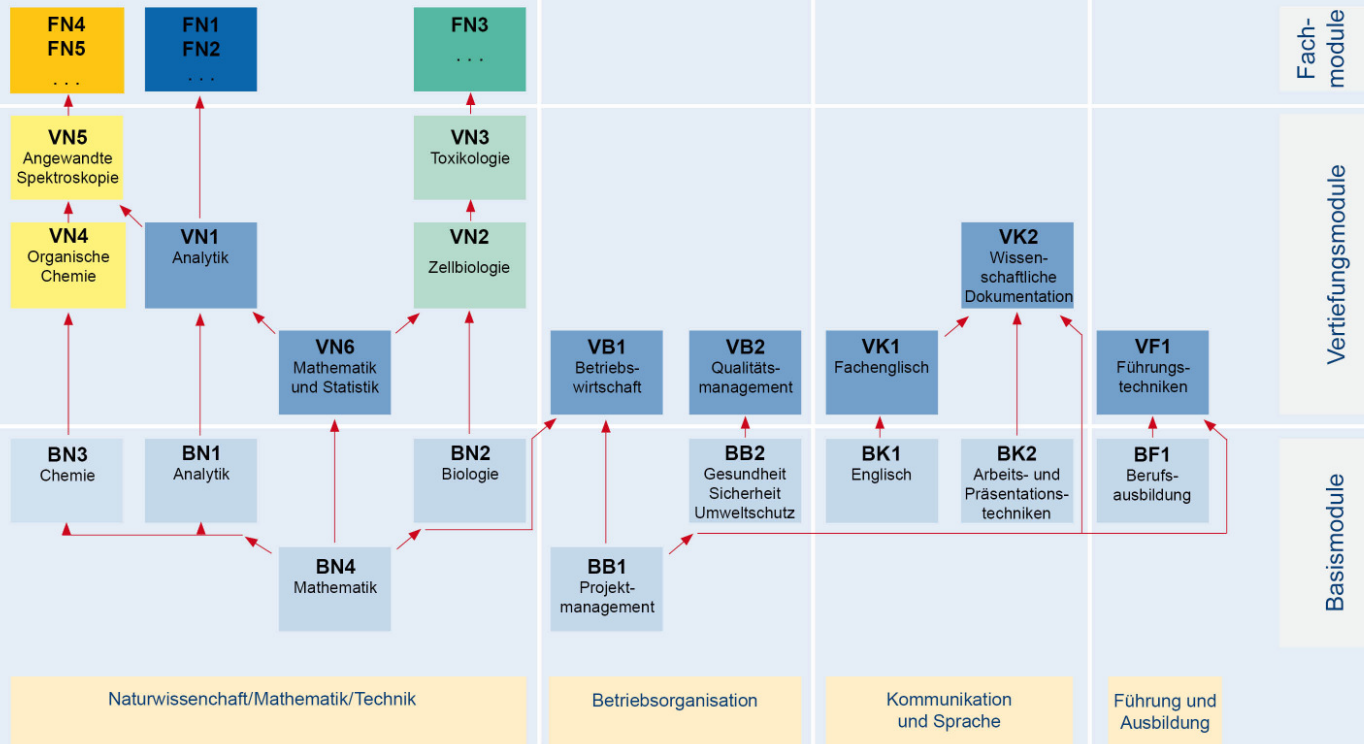 FN4
FN5
. . .
FN1
FN2
. . .
FN3
. . .
Fach-
module
VN5
Angewandte
Spektroskopie
VN3
Toxikologie
VN4
Organische
Chemie
VN1
Analytik
VN2
Zellbiologie
VK2
Wissen-
schaftliche
Dokumentation
VN6
Mathematik
und Statistik
VB1
Betriebs-
wirtschaft
VB2
Qualitäts-
management
VK1
Fachenglisch
VF1
Führungs-
techniken
Vertiefungsmodule
BN3
Chemie
BN1
Analytik
BN2
Biologie
BB2
Gesundheit
Sicherheit
Umweltschutz
BK1
Englisch
BK2
Arbeits- und
Präsentations-
techniken
BF1
Berufs-
ausbildung
BN4
Mathematik
BB1
Projekt-
management
Basismodule
Naturwissenchaft/Mathematik/Technik
Betriebsorganisation
Kommunikation
und Sprache
Führung und
Ausbildung